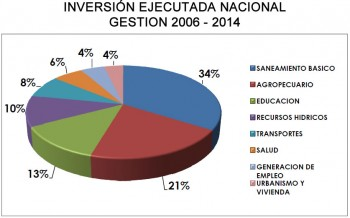 INVERSIÓN EJECUTADA NACIONAL
GESTION 2006 - 2014
4%
4%
6%
8%
10%
13%
21%
34%
SANEAMIENTO BASICO
AGROPECUARIO
EDUCACION
RECURSOS HIDRICOS
TRANSPORTES
SALUD
GENERACION DE
EMPLEO
URBANISMO Y
VIVIENDA